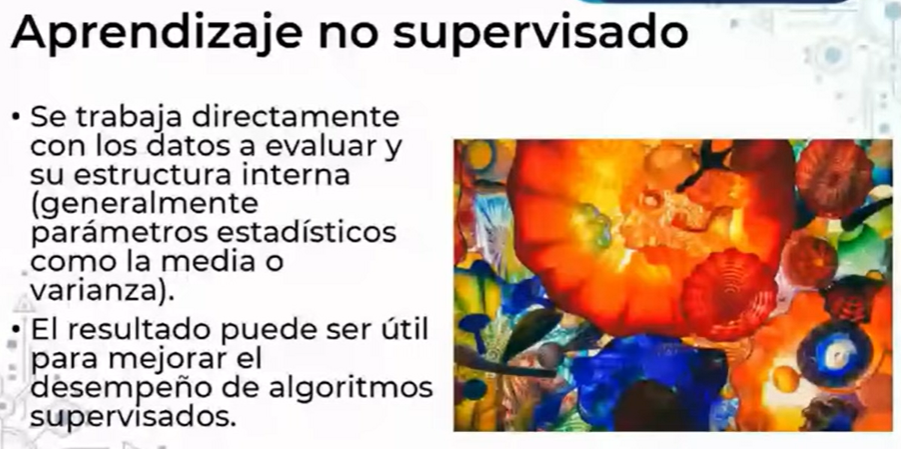 Aprendizaje no supervisado
• Se trabaja directamente
con los datos a evaluar y
su estructura interna
(generalmente
parámetros estadísticos
como la media o
varianza).
• El resultado puede ser útil
para mejorar el
desempeño de algoritmos
supervisados.